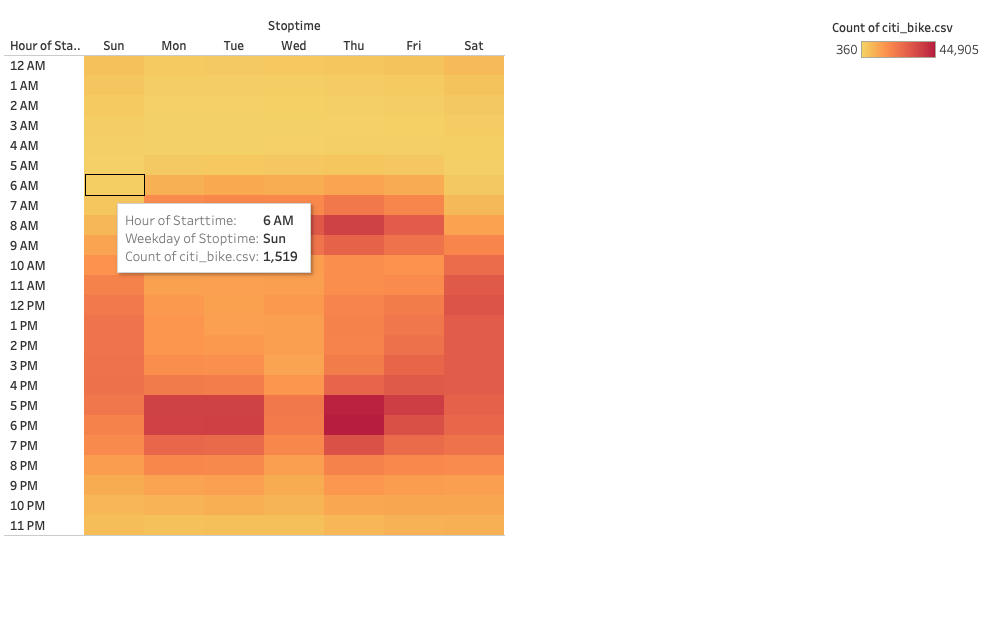 Stoptime
Count of citi_bike.csv
360 44,905
Hour of Sta.. Sun Mon Tue Wed Thu Fri Sat
12 AM
1 AM
2 AM
3 AM
4 AM
5 AM
6 AM
7 AM
Hour of Starttime: 6 AM
8 AM
Weekday of Stoptime: Sun
9 AM
Count of citi_bike.csv: 1,519
10 AM
11 AM
12 PM
1 PM
2 PM
3 PM
4 PM
5 PM
6 PM
7 PM
8 PM
9 PM
10 PM
11 PM